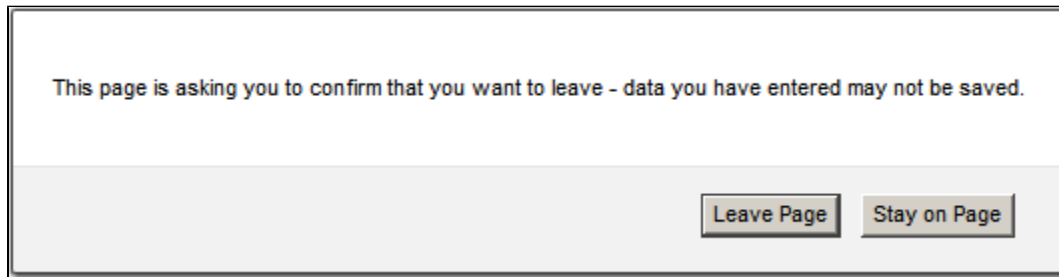 This page is asking you to confirm that you want to leave - data you have entered may not be saved.
Leave Page Stay on Page